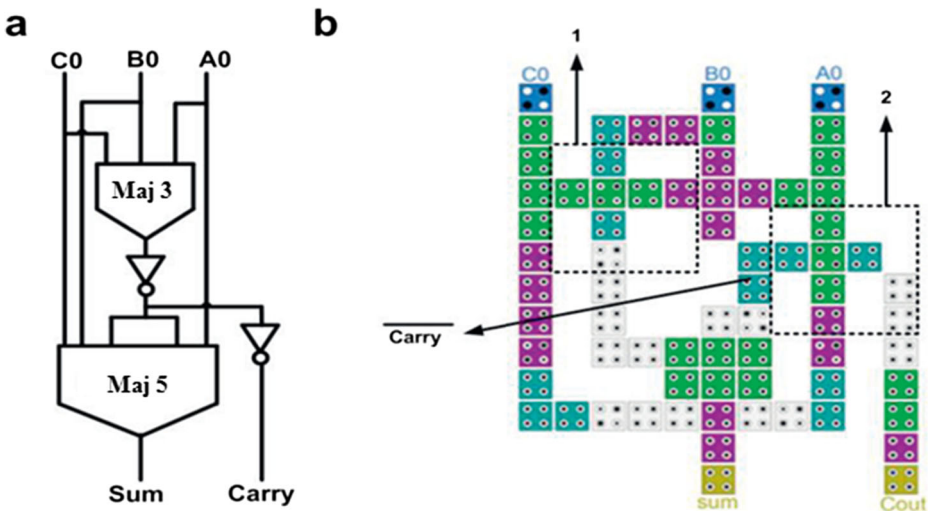 a
C0 B0 A0
Maj 3
Maj 5
Sum Carry
b
1
C0 B0 A0
2
Carry
sum Cout